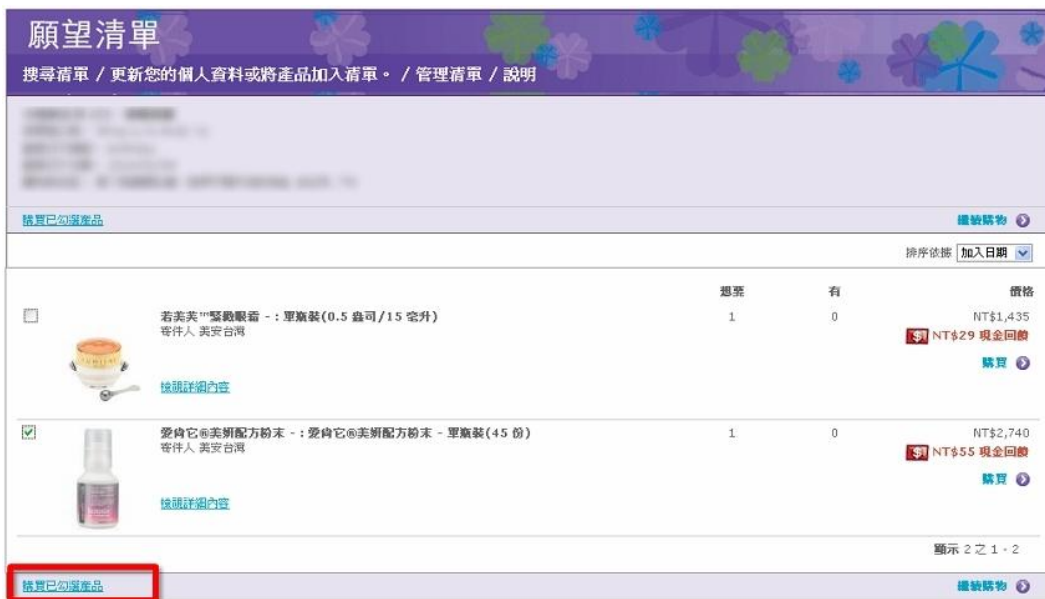 願望清單
搜尋清單 / 更新您的個人資料或將產品加入清單。 / 管理清單 / 說明
購買已勾選產品 繼續購物
排序依據 加入日期
想要 有 價格
若美芙™緊緻眼霜 - : 單瓶裝(0.5 盎司/15 毫升) 1 0 NT$1,435
寄件人 美安台灣
NT$29 現金回饋
購買
檢視詳細內容
愛肯它®美妍配方粉末 - : 愛肯它®美妍配方粉末 - 單瓶裝(45 份) 1 0 NT$2,740
寄件人 美安台灣
NT$55 現金回饋
購買
檢視詳細內容
顯示 2 之 1 - 2
購買已勾選產品 繼續購物